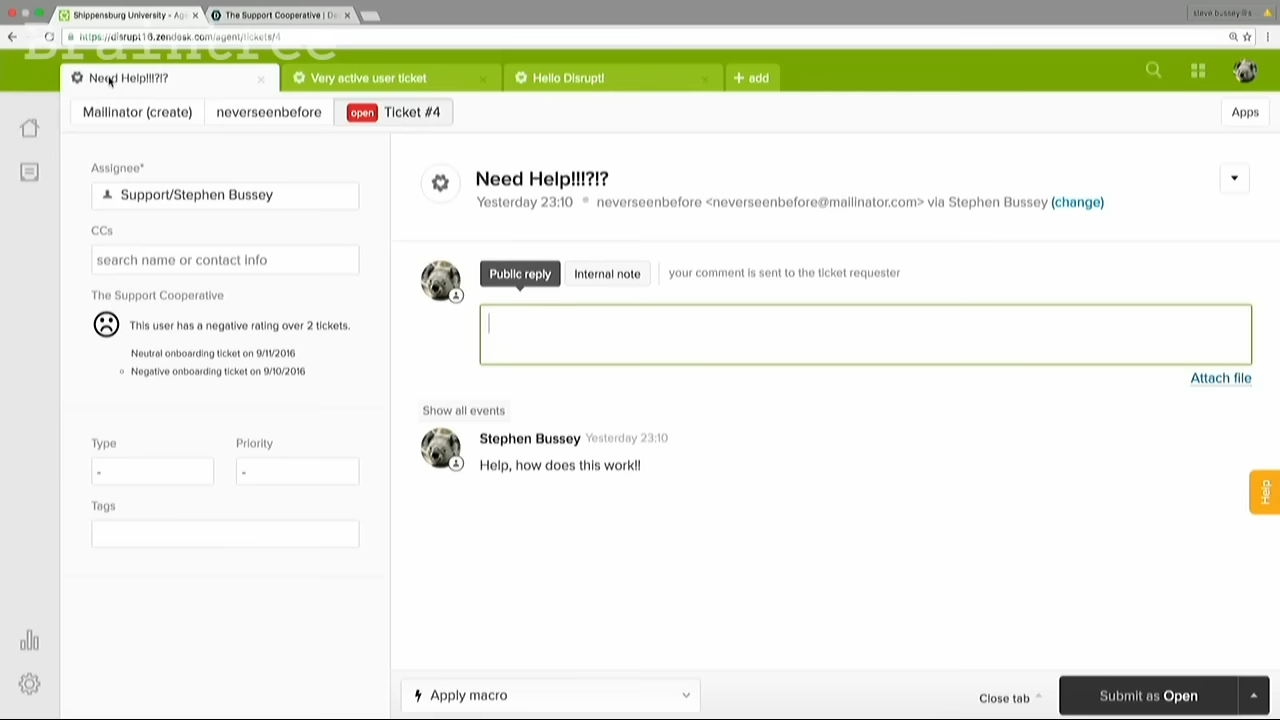 Shippensburg University - Age
The Support Cooperative | De
steve bussey@s
https://disrupt16.zendesk.com/agent/tickets/4
Braintree
Need Help!!!?!?
Very active user ticket
Hello Disrupt!
+ add
Mailinator (create)
neverseenbefore
open Ticket #4
Apps
Assignee*
Support/Stephen Bussey
CCs
search name or contact info
The Support Cooperative
This user has a negative rating over 2 tickets.
Neutral onboarding ticket on 9/11/2016
Negative onboarding ticket on 9/10/2016
Type
Priority
-
-
Tags
Need Help!!!?!?
Yesterday 23:10 neverseenbefore <neverseenbefore@mailinator.com> via Stephen Bussey (change)
Public reply
Internal note
your comment is sent to the ticket requester
Attach file
Show all events
Stephen Bussey Yesterday 23:10
Help, how does this work!!
Help
Apply macro
Close tab
Submit as Open